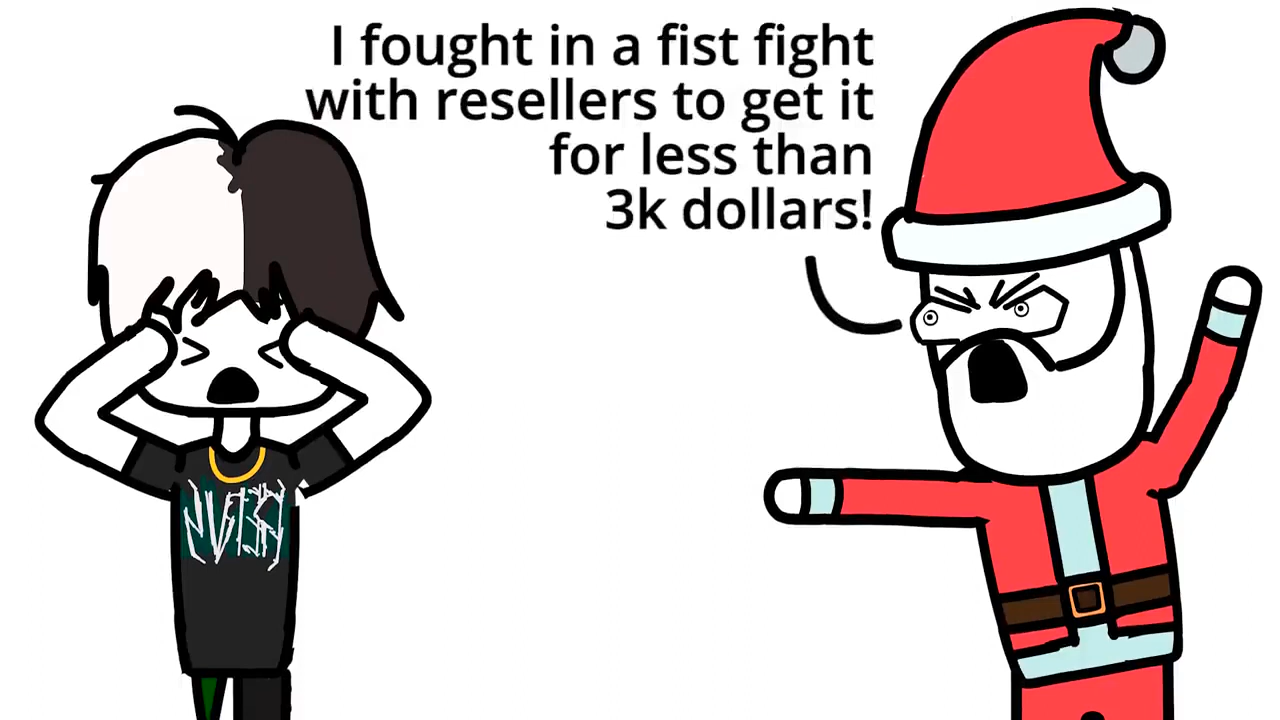 I fought in a fist fight
with resellers to get it
for less than
3k dollars!